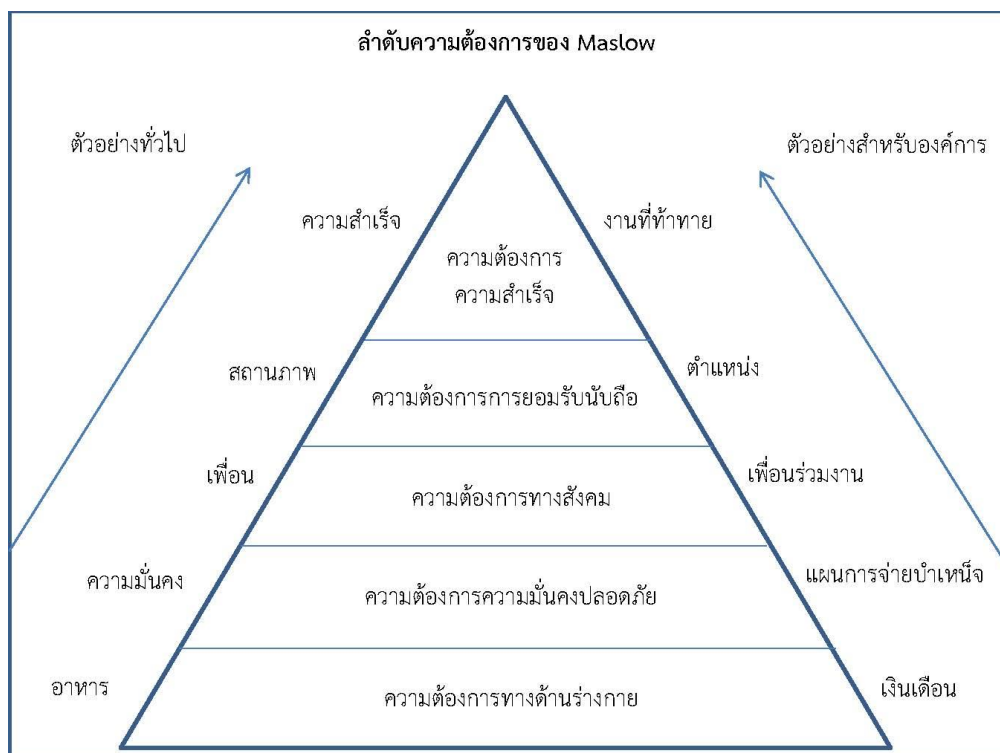 ลำดับความต้องการของ Maslow
ตัวอย่างทั่วไป
ตัวอย่างสำหรับองค์การ
ความสำเร็จ
งานที่ท้าทาย
ความต้องการ
ความสำเร็จ
สถานภาพ
ตำแหน่ง
ความต้องการการยอมรับนับถือ
เพื่อน
เพื่อนร่วมงาน
ความต้องการทางสังคม
ความมั่นคง
แผนการจ่ายบำเหน็จ
ความต้องการความมั่นคงปลอดภัย
อาหาร
เงินเดือน
ความต้องการทางด้านร่างกาย